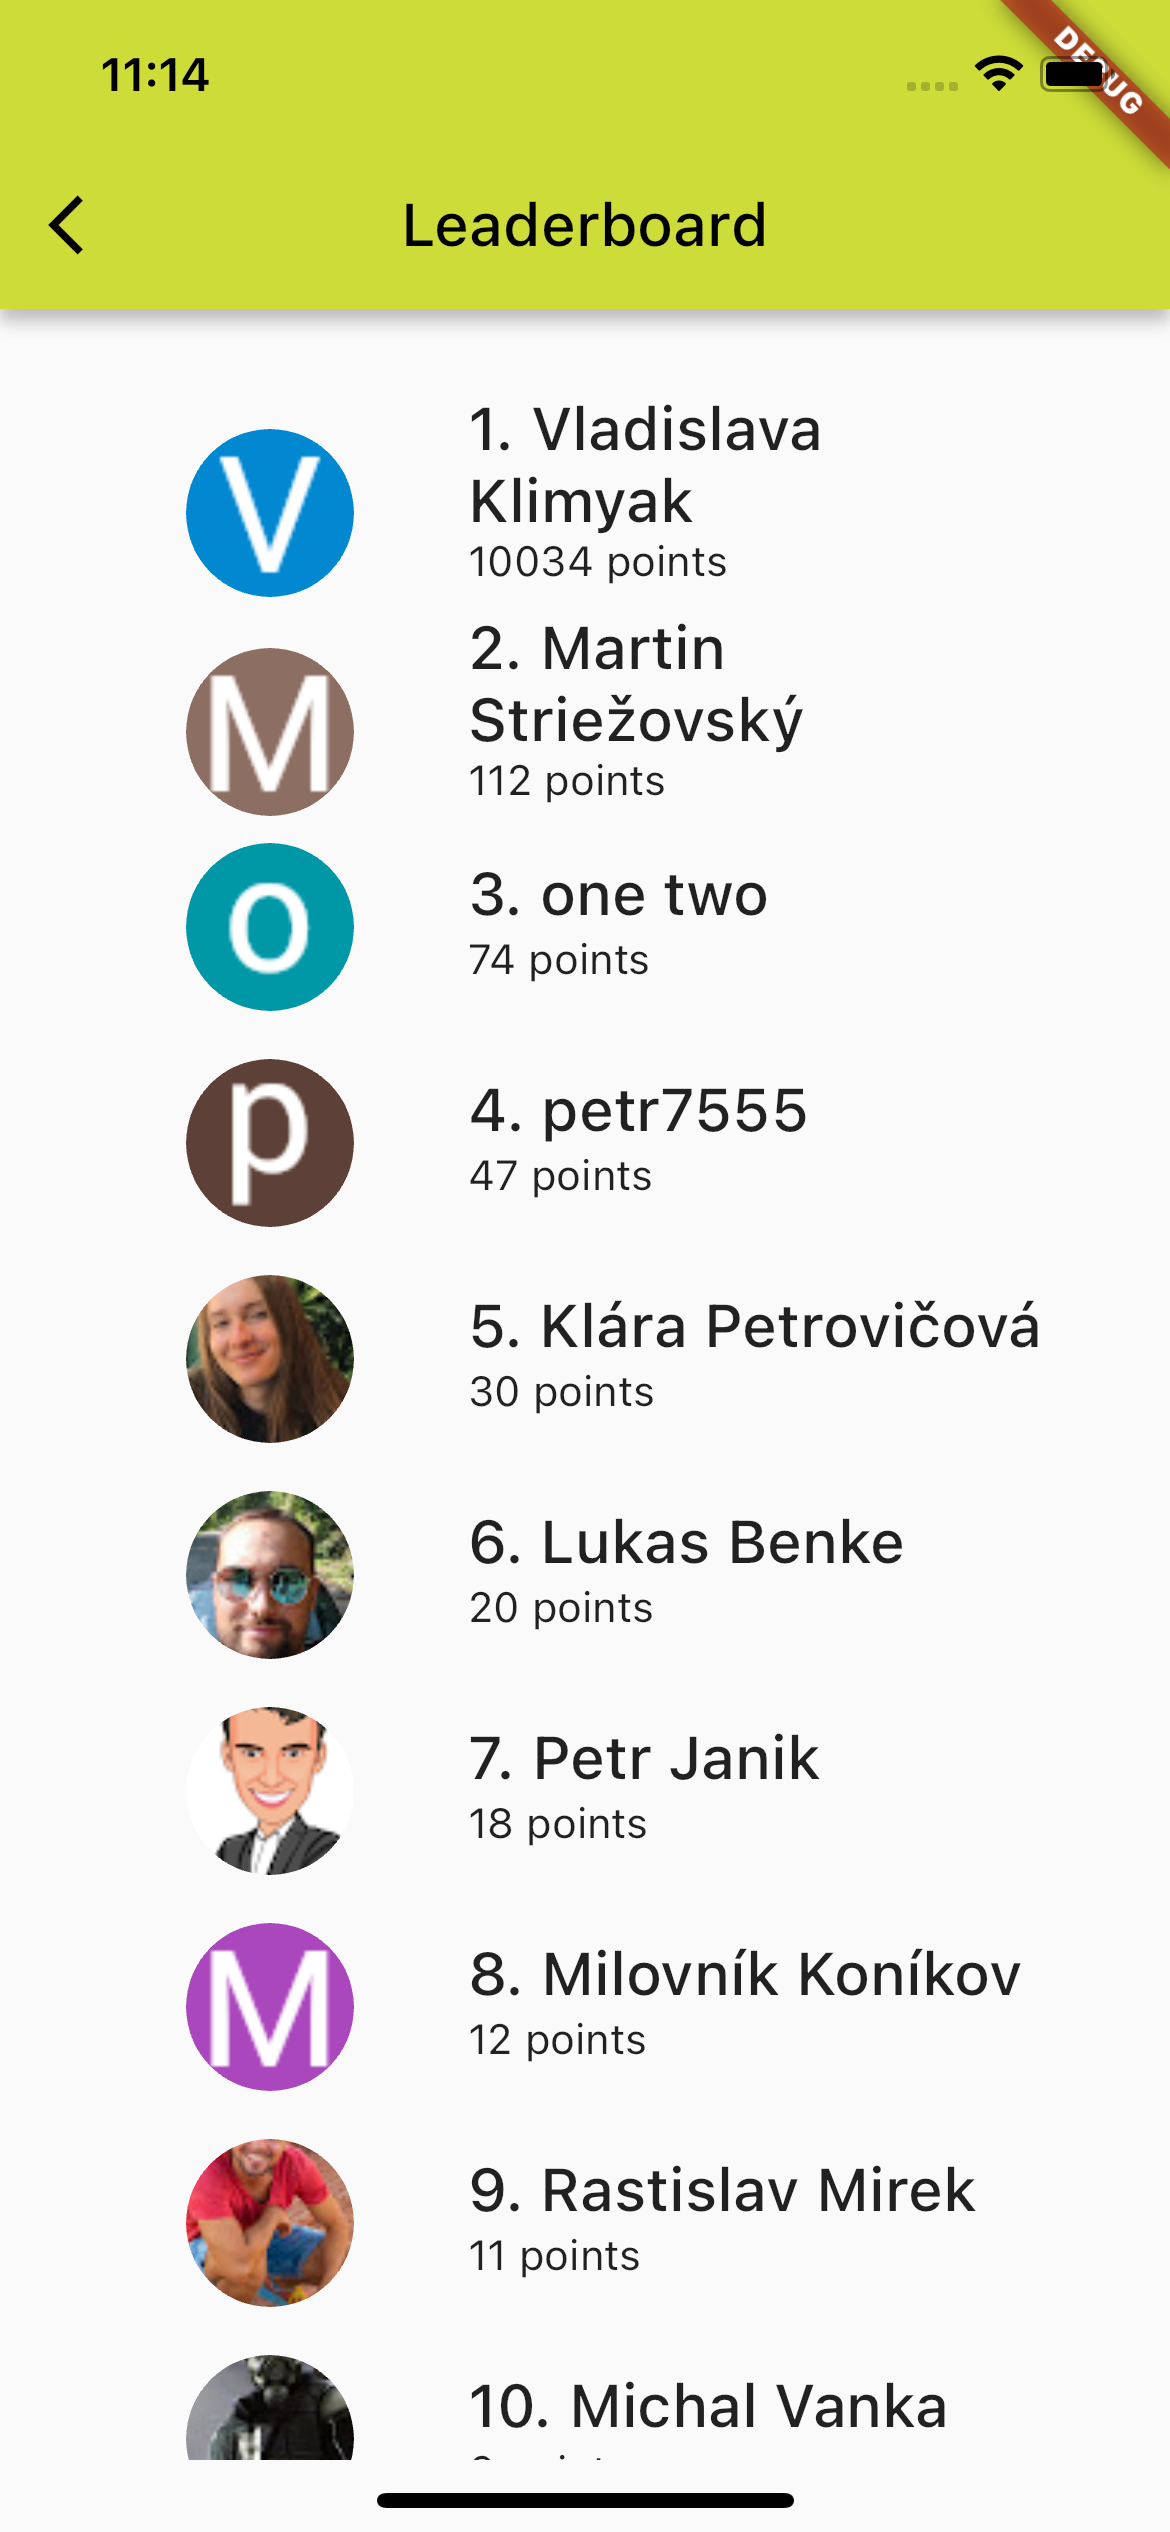 11:14
DEBUG
Leaderboard
V
1. Vladislava
Klimyak
10034 points
M
2. Martin
Striežovský
112 points
o
3. one two
74 points
p
4. petr7555
47 points
5. Klára Petrovičová
30 points
6. Lukas Benke
20 points
7. Petr Janik
18 points
M
8. Milovník Koníkov
12 points
9. Rastislav Mirek
11 points
10. Michal Vanka